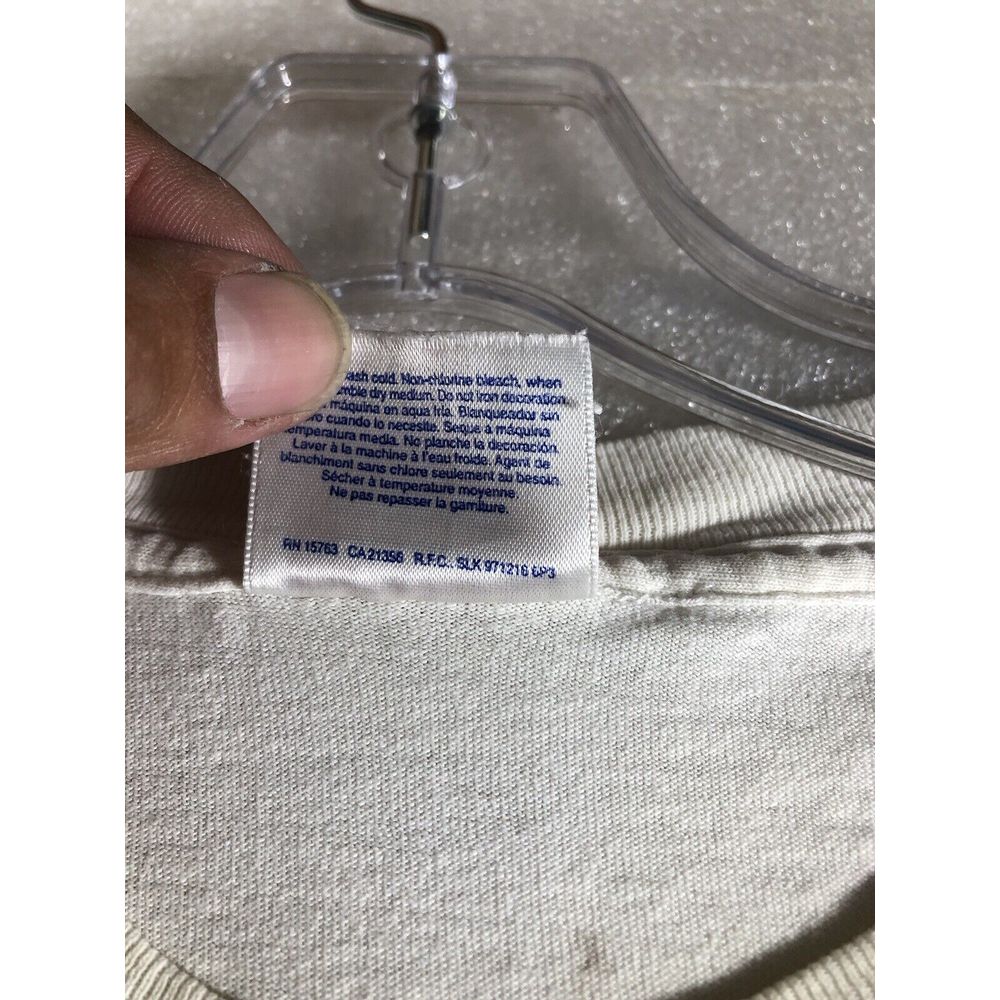 ash cold. Non-chlorine bleach, when
mble dry medium. Do not iron decoration.
máquina en agua fría. Blanqueador sin
o cuando lo necesite. Seque a máquina
emperatura media. No planche la decoración.
Laver à la machine à l'eau froide. Agent de
blanchiment sans chlore seulement au besoin.
Sécher à température moyenne.
Ne pas repasser la garniture.
RN 15763 CA 21356 R.F.C. SLK 971216 6P3